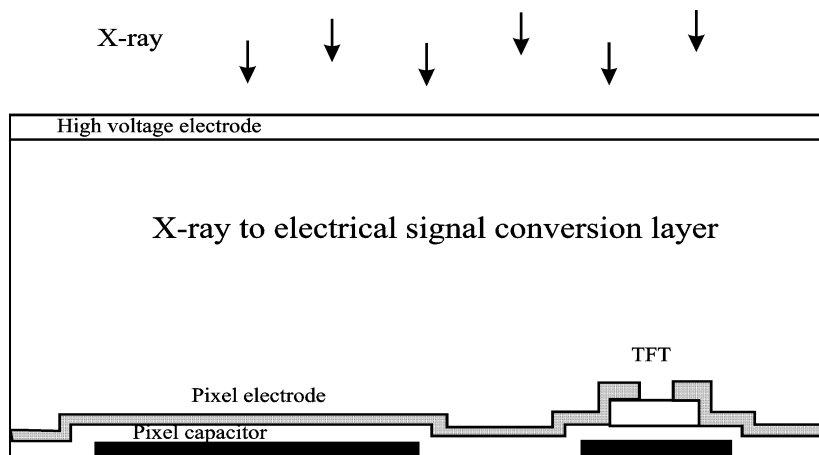 X-ray
High voltage electrode
X-ray to electrical signal conversion layer
TFT
Pixel electrode
Pixel capacitor